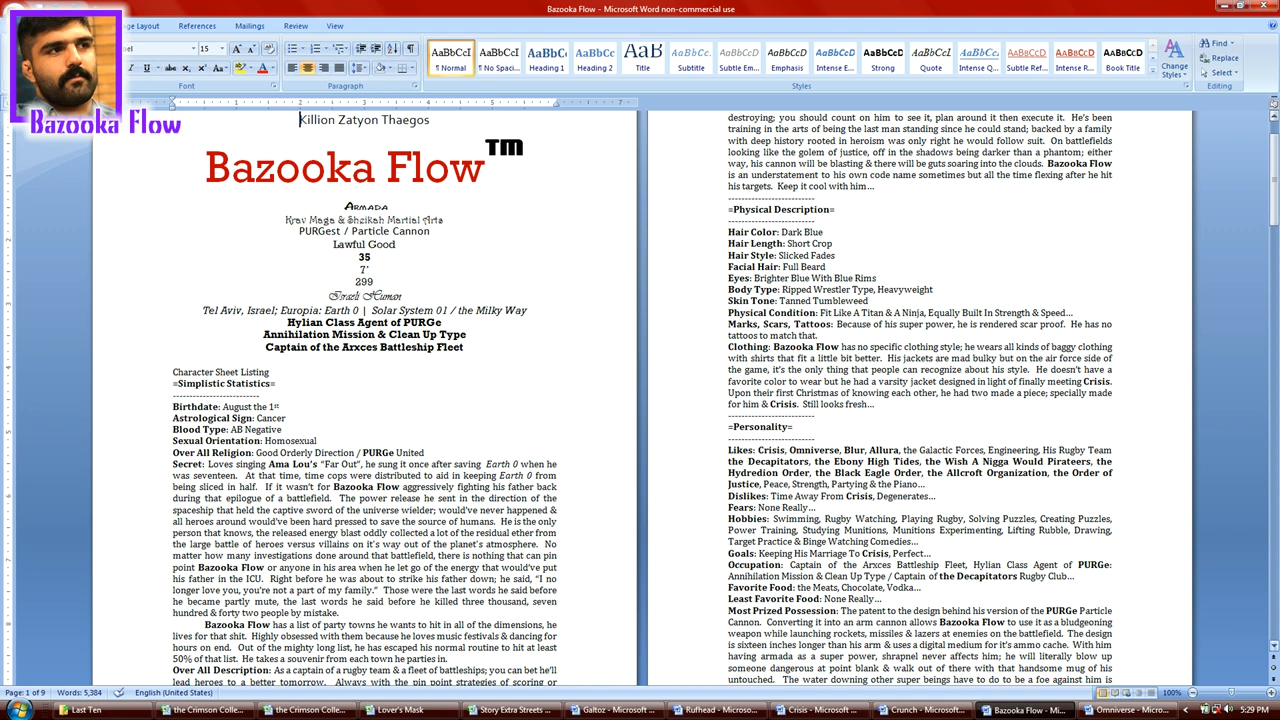 Bazooka Flow - Microsoft Word non-commercial use
Page Layout
References
Mailings
Review
View
15
Font
Paragraph
AaBbCcI
¶ Normal
AaBbCcI
¶ No Spaci...
AaBbC
Heading 1
AaBbCc
Heading 2
AaB
Title
AaBbCcI
Subtitle
AaBbCcD
Subtle Em...
AaBbCcD
Emphasis
AaBbCcD
Intense E...
AaBbCcD
Strong
AaBbCcD
Quote
AaBbCcD
Intense Q...
AaBbCcD
Subtle Ref...
AaBbCcD
Intense R...
AaBbCcD
Book Title
Styles
Change
Styles
Find
Replace
Select
Editing
Bazooka Flow
Killion Zatyon Thaegos
Bazooka Flow™
Armada
Krav Maga & Sheikah Martial Arts
PURGest / Particle Cannon
Lawful Good
35
7'
299
Israeli Human
Tel Aviv, Israel; Europia: Earth 0 | Solar System 01 / the Milky Way
Hylian Class Agent of PURGe
Annihilation Mission & Clean Up Type
Captain of the Arxces Battleship Fleet
Character Sheet Listing
=Simplistic Statistics=
-------------------------
Birthdate: August the 1st
Astrological Sign: Cancer
Blood Type: AB Negative
Sexual Orientation: Homosexual
Over All Religion: Good Orderly Direction / PURGe United
Secret: Loves singing Ama Lou's "Far Out", he sung it once after saving Earth 0 when he
was seventeen. At that time, time cops were distributed to aid in keeping Earth 0 from
being sliced in half. If it wasn't for Bazooka Flow aggressively fighting his father back
during that epilogue of a battlefield. The power release he sent in the direction of the
spaceship that held the captive sword of the universe wielder; would've never happened &
all heroes around would've been hard pressed to save the source of humans. He is the only
person that knows, the released energy blast oddly collected a lot of the residual ether from
the large battle of heroes versus villains on it's way out of the planet's atmosphere. No
matter how many investigations done around that battlefield, there is nothing that can pin
point Bazooka Flow or anyone in his area when he let go of the energy that would've put
his father in the ICU. Right before he was about to strike his father down; he said, "I no
longer love you, you're not a part of my family." Those were the last words he said before
he became partly mute, the last words he said before he killed three thousand, seven
hundred & forty two people by mistake.
Bazooka Flow has a list of party towns he wants to hit in all of the dimensions, he
lives for that shit. Highly obsessed with them because he loves music festivals & dancing for
hours on end. Out of the mighty long list, he has escaped his normal routine to hit at least
50% of that list. He takes a souvenir from each town he parties in.
Over All Description: As a captain of a rugby team & a fleet of battleships; you can bet he'll
lead heroes to a better tomorrow. Always with the pin point strategies of scoring or
destroying; you should count on him to see it, plan around it then execute it. He's been
training in the arts of being the last man standing since he could stand; backed by a family
with deep history rooted in heroism was only right he would follow suit. On battlefields
looking like the golem of justice, off in the shadows being darker than a phantom; either
way, his cannon will be blasting & there will be guts soaring into the clouds. Bazooka Flow
is an understatement to his own code name sometimes but all the time flexing after he hit
his targets. Keep it cool with him...
-------------------------
=Physical Description=
-------------------------
Hair Color: Dark Blue
Hair Length: Short Crop
Hair Style: Slicked Fades
Facial Hair: Full Beard
Eyes: Brighter Blue With Blue Rims
Body Type: Ripped Wrestler Type, Heavyweight
Skin Tone: Tanned Tumbleweed
Physical Condition: Fit Like A Titan & A Ninja, Equally Built In Strength & Speed...
Marks, Scars, Tattoos: Because of his super power, he is rendered scar proof. He has no
tattoos to match that.
Clothing: Bazooka Flow has no specific clothing style; he wears all kinds of baggy clothing
with shirts that fit a little bit better. His jackets are mad bulky but on the air force side of
the game, it's the only thing that people can recognize about his style. He doesn't have a
favorite color to wear but he had a varsity jacket designed in light of finally meeting Crisis.
Upon their first Christmas of knowing each other, he had two made a piece; specially made
for him & Crisis. Still looks fresh...
-------------------------
=Personality=
-------------------------
Likes: Crisis, Omniverse, Blur, Allura, the Galactic Forces, Engineering, His Rugby Team
the Decapitators, the Ebony High Tides, the Wish A Nigga Would Pirateers, the
Hydredion Order, the Black Eagle Order, the Allcroft Organization, the Order of
Justice, Peace, Strength, Partying & the Piano...
Dislikes: Time Away From Crisis, Degenerates...
Fears: None Really...
Hobbies: Swimming, Rugby Watching, Playing Rugby, Solving Puzzles, Creating Puzzles,
Power Training, Studying Munitions, Munitions Experimenting, Lifting Rubble, Drawing,
Target Practice & Binge Watching Comedies...
Goals: Keeping His Marriage To Crisis, Perfect...
Occupation: Captain of the Arxces Battleship Fleet, Hylian Class Agent of PURGe:
Annihilation Mission & Clean Up Type / Captain of the Decapitators Rugby Club...
Favorite Food: the Meats, Chocolate, Vodka...
Least Favorite Food: None Really...
Most Prized Possession: The patent to the design behind his version of the PURGe Particle
Cannon. Converting it into an arm cannon allows Bazooka Flow to use it as a bludgeoning
weapon while launching rockets, missiles & lazers at enemies on the battlefield. The design
is sixteen inches longer than his arm & uses a digital medium for it's ammo cache. With him
having armada as a super power, shrapnel never affects him; he will literally blow up
someone dangerous at point blank & walk out of there with that handsome mug of his
untouched. The water downing other super beings have to do to be a foe against him is
Page: 1 of 9
Words: 5,384
English (United States)
100%
Last Ten
the Crimson Colle...
the Crimson Colle...
Lover's Mask
Story Extra Streets ...
Galtoz - Microsoft ...
Rufhead - Microso...
Crisis - Microsoft ...
Crunch - Microsof...
Bazooka Flow - Mi...
Omniverse - Micro...
5:29 PM